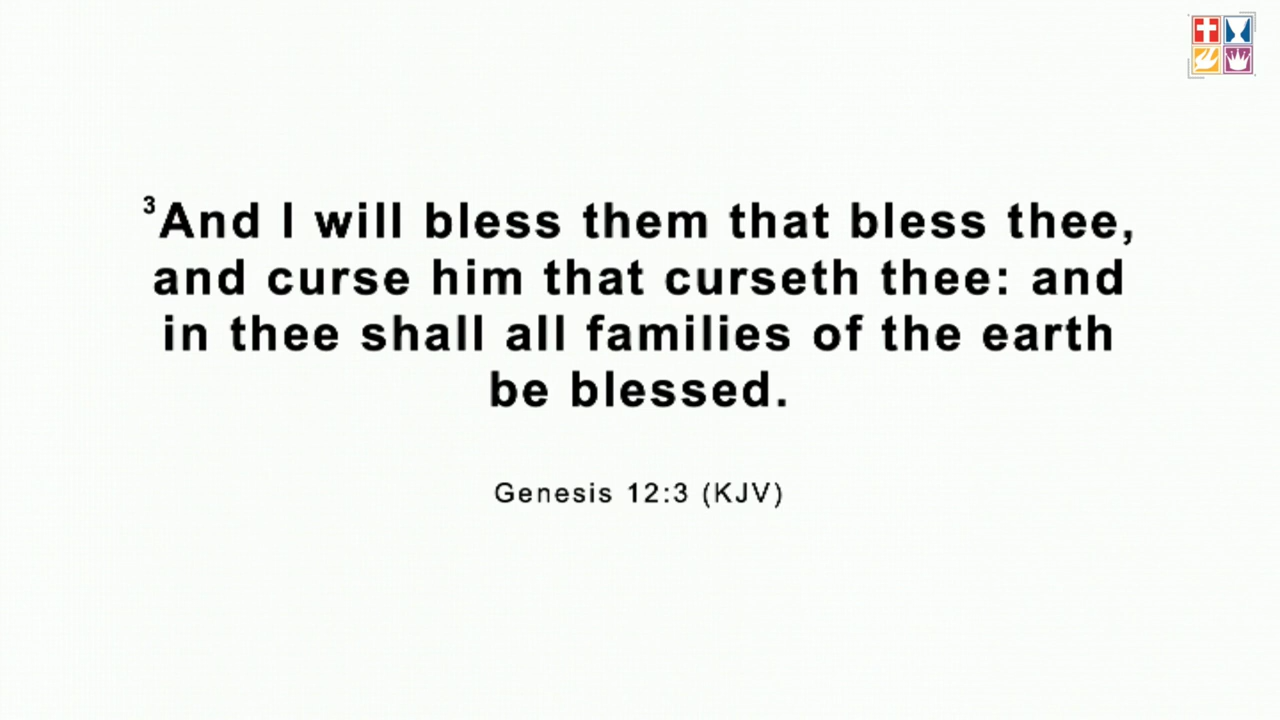 ³And I will bless them that bless thee,
and curse him that curseth thee: and
in thee shall all families of the earth
be blessed.
Genesis 12:3 (KJV)